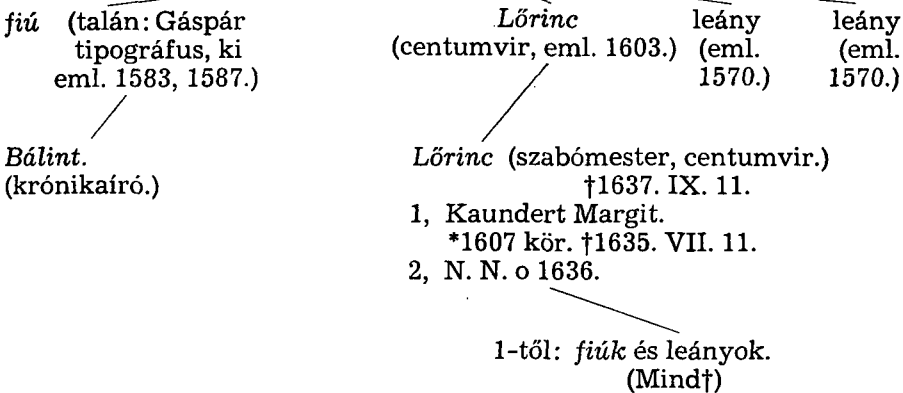 fiú (talán: Gáspár
tipográfus, ki
eml. 1583, 1587.)
Lőrinc
(centumvir, eml. 1603.)
leány
(eml.
1570.)
leány
(eml.
1570.)
Bálint.
(krónikaíró.)
Lőrinc (szabómester, centumvir.)
†1637. IX. 11.
1, Kaundert Margit.
*1607 kör. †1635. VII. 11.
2, N. N. o 1636.
1-től: fiúk és leányok.
(Mind†)